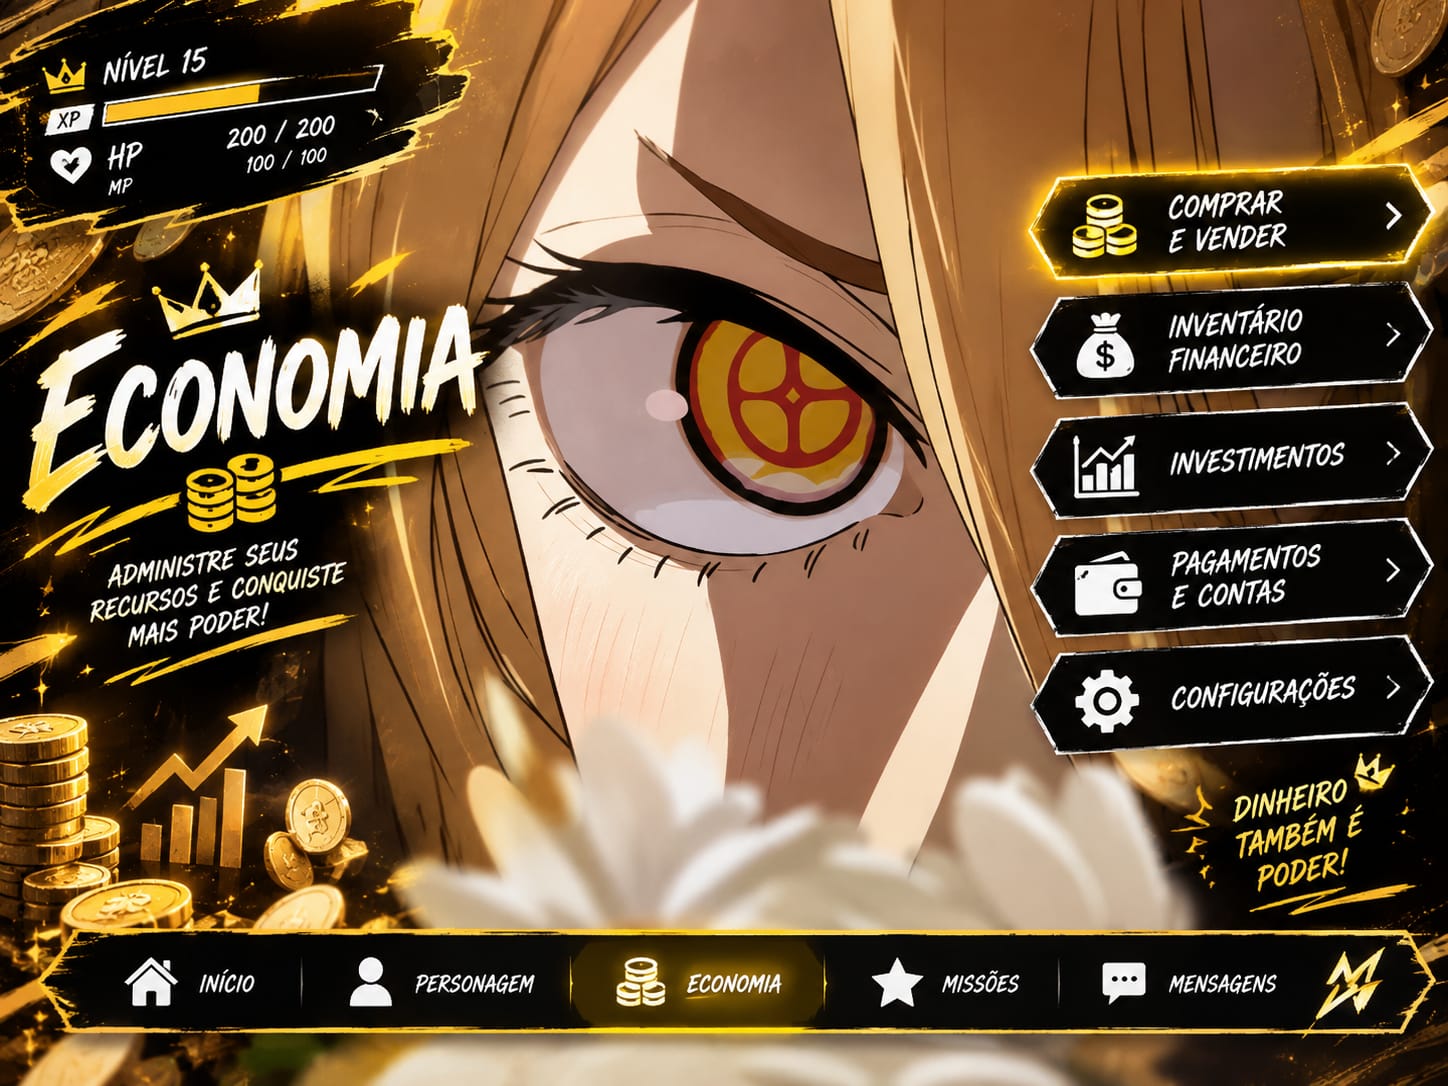 NÍVEL 15
XP
HP 200 / 200
MP 100 / 100
ECONOMIA
ADMINISTRE SEUS
RECURSOS E CONQUISTE
MAIS PODER!
COMPRAR
E VENDER
INVENTÁRIO
FINANCEIRO
INVESTIMENTOS
PAGAMENTOS
E CONTAS
CONFIGURAÇÕES
DINHEIRO
TAMBÉM É
PODER!
INÍCIO
PERSONAGEM
ECONOMIA
MISSÕES
MENSAGENS